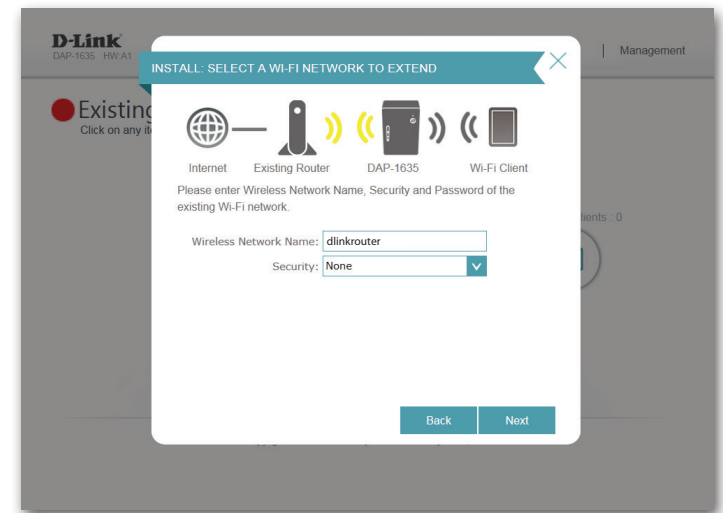 D-Link
DAP-1635 HW:A1
Management
INSTALL: SELECT A WI-FI NETWORK TO EXTEND
Existing
Click on any
Internet Existing Router DAP-1635 Wi-Fi Client
Please enter Wireless Network Name, Security and Password of the
existing Wi-Fi network.
: 0
Wireless Network Name: dlinkrouter
Security: None
Back Next